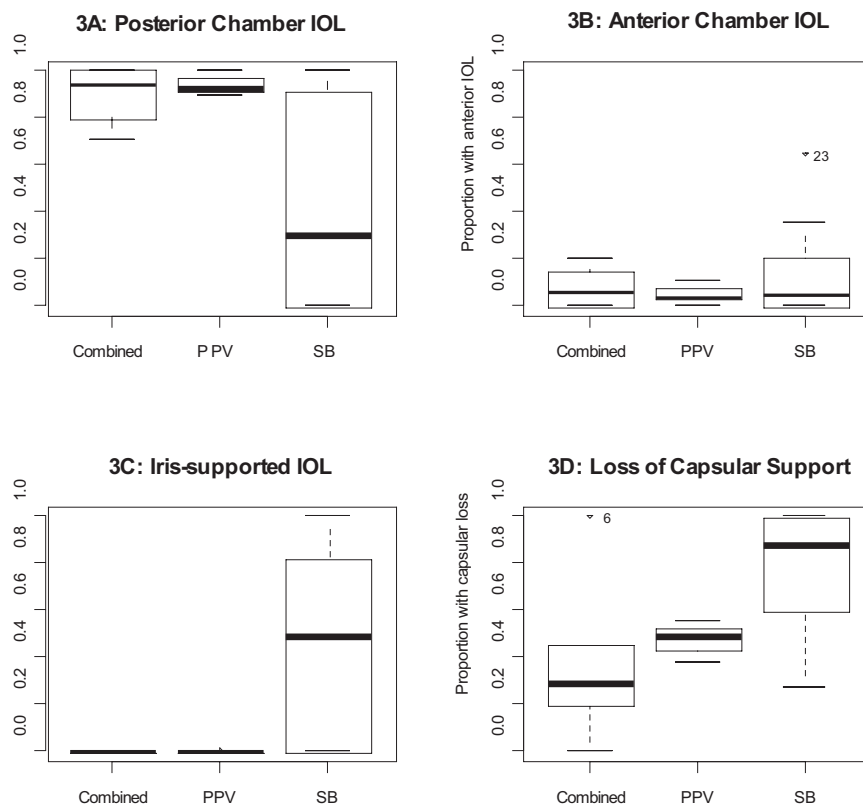 3A: Posterior Chamber IOL
1.0
0.8
0.6
0.4
0.2
0.0
Combined P PV SB
3B: Anterior Chamber IOL
Proportion with anterior IOL
1.0
0.8
0.6
0.4
0.2
0.0
23
Combined PPV SB
3C: Iris-supported IOL
1.0
0.8
0.6
0.4
0.2
0.0
Combined PPV SB
3D: Loss of Capsular Support
Proportion with capsular loss
1.0
0.8
0.6
0.4
0.2
0.0
6
Combined PPV SB